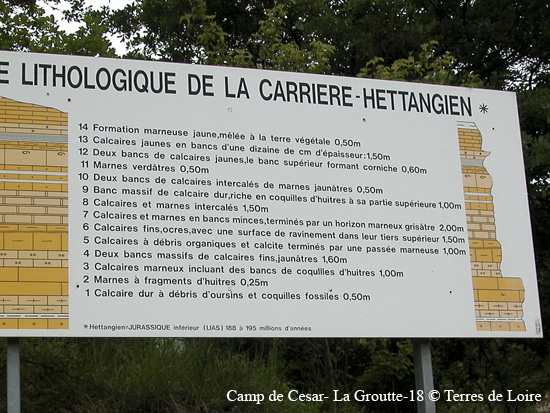 E LITHOLOGIQUE DE LA CARRIERE-HETTANGIEN *
14 Formation marneuse jaune,mêlée à la terre végétale 0,50m
13 Calcaires jaunes en bancs d'une dizaine de cm d'épaisseur:1,50m
12 Deux bancs de calcaires jaunes,le banc supérieur formant corniche 0,60m
11 Marnes verdâtres 0,50m
10 Deux bancs de calcaires intercalés de marnes jaunâtres 0,50m
9 Banc massif de calcaire dur,riche en coquilles d'huitres à sa partie supérieure 1,00m
8 Calcaires et marnes intercalés 1,50m
7 Calcaires et marnes en bancs minces,terminés par un horizon marneux grisâtre 2,00m
6 Calcaires fins,ocres,avec une surface de ravinement dans leur tiers supérieur 1,50m
5 Calcaires à débris organiques et calcite terminés par une passée marneuse 1,00m
4 Deux bancs massifs de calcaires fins,jaunâtres 1,60m
3 Calcaires marneux incluant des bancs de coquilles d'huitres 1,00m
2 Marnes à fragments d'huitres 0,25m
1 Calcaire dur à débris d'oursins et coquilles fossiles 0,50m
*Hettangien=JURASSIQUE inférieur (LIAS) 188 à 195 millions d'années
Camp de Cesar- La Groutte-18 © Terres de Loire